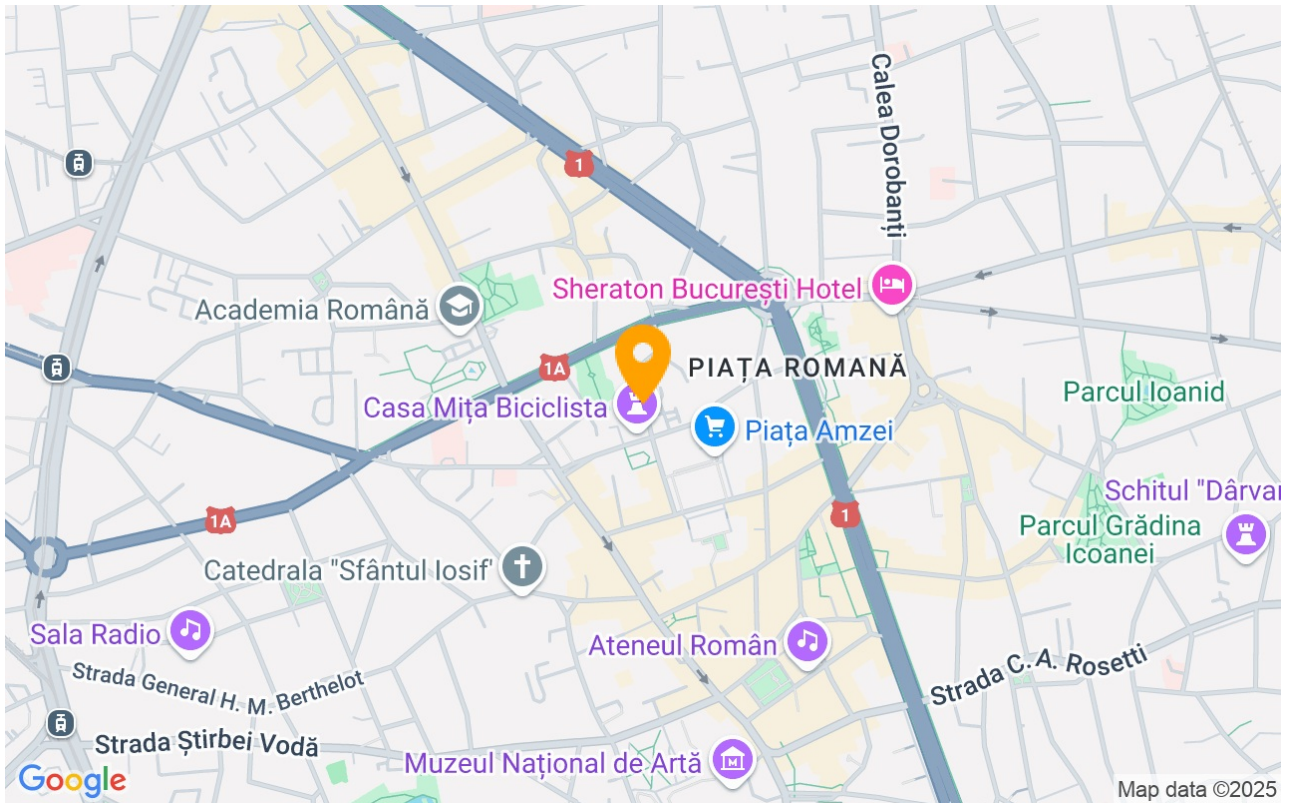 1
Calea Dorobanți
Sheraton București Hotel
Academia Română
1A
PIAȚA ROMANĂ
Parcul Ioanid
Casa Mița Biciclista
Piața Amzei
Schitul "Dârvar
1A
1
Parcul Grădina
Icoanei
Catedrala "Sfântul Iosif"
Sala Radio
Ateneul Român
Strada C. A. Rosetti
Strada General H. M. Berthelot
Strada Știrbei Vodă
Muzeul Național de Artă
M
Google
Map data ©2025